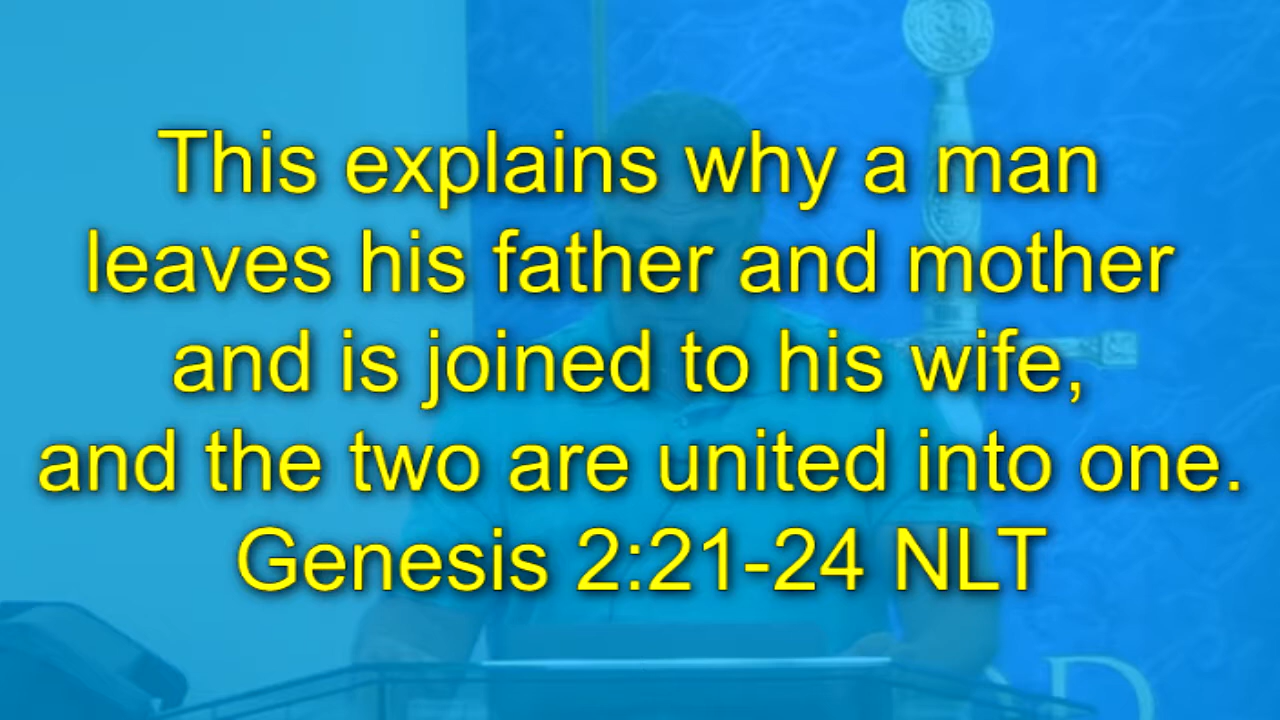 This explains why a man
leaves his father and mother
and is joined to his wife,
and the two are united into one.
Genesis 2:21-24 NLT
D